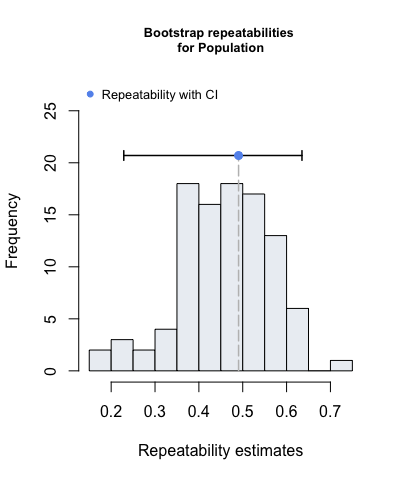 Bootstrap repeatabilities
for Population
Repeatability with CI
25
20
15
10
5
0
Frequency
0.2 0.3 0.4 0.5 0.6 0.7
Repeatability estimates